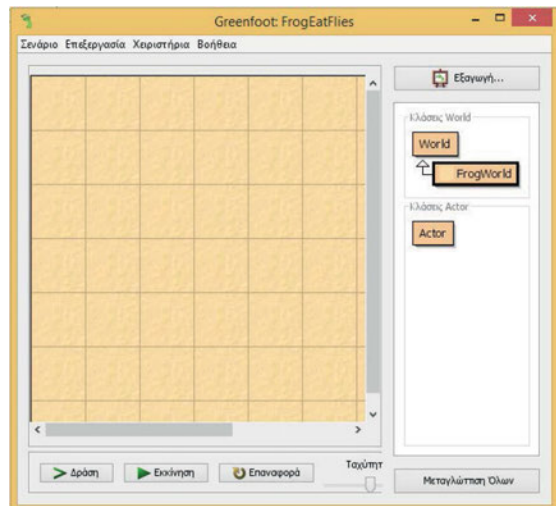 Greenfoot: FrogEatFlies
Σενάριο Επεξεργασία Χειριστήρια Βοήθεια
Εξαγωγή...
Κλάσεις World
World
FrogWorld
Κλάσεις Actor
Actor
Δράση Εκκίνηση Επαναφορά Ταχύτητ
Μεταγλώττιση Όλων